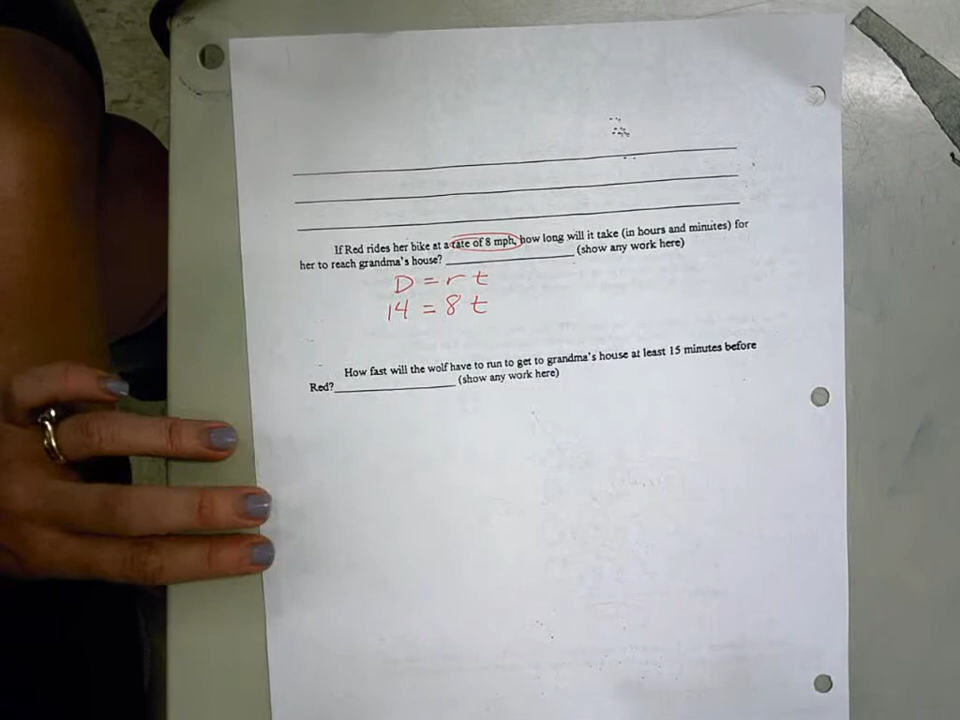 If Red rides her bike at a rate of 8 mph, how long will it take (in hours and minutes) for
her to reach grandma's house? ____________________ (show any work here)
D = r t
14 = 8 t
How fast will the wolf have to run to get to grandma's house at least 15 minutes before
Red?____________________ (show any work here)